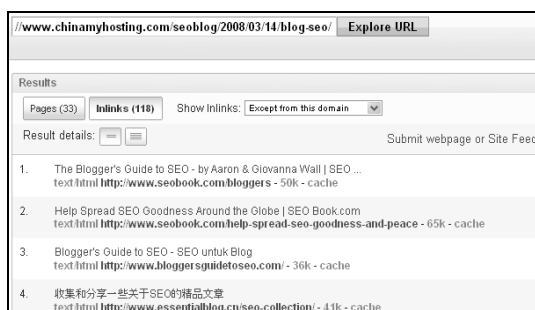 //www.chinamyhosting.com/seoblog/2008/03/14/blog-seo/ Explore URL
Results
Pages (33) Inlinks (118) Show Inlinks: Except from this domain
Result details: Submit webpage or Site Feed
1. The Blogger's Guide to SEO - by Aaron & Giovanna Wall | SEO ...
text/html http://www.seobook.com/bloggers - 50k - cache
2. Help Spread SEO Goodness Around the Globe | SEO Book.com
text/html http://www.seobook.com/help-spread-seo-goodness-and-peace - 65k - cache
3. Blogger's Guide to SEO - SEO untuk Blog
text/html http://www.bloggersguidetoseo.com/ - 36k - cache
4. 收集和分享一些关于SEO的精品文章
text/html http://www.essentialblog.cn/seo-collection/ - 41k - cache